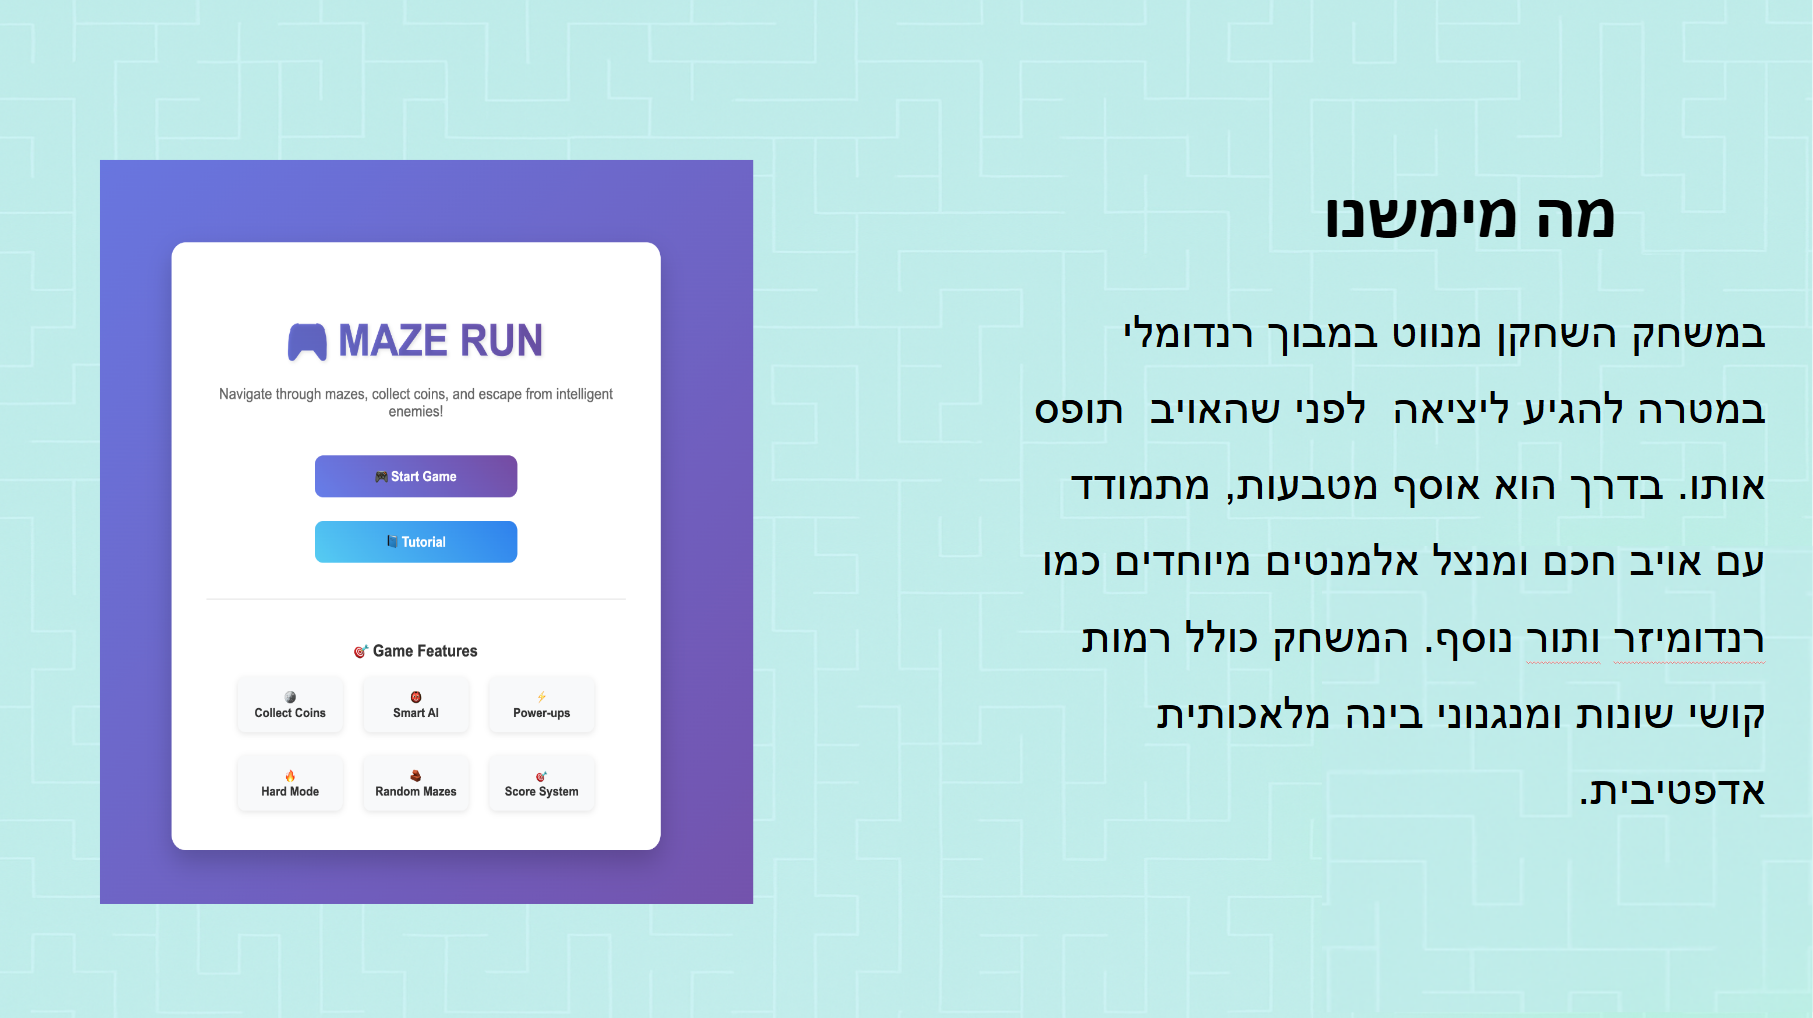 מה מימשנו
במשחק השחקן מנווט במבוך רנדומלי
במטרה להגיע ליציאה  לפני שהאויב  תופס
אותו. בדרך הוא אוסף מטבעות, מתמודד
עם אויב חכם ומנצל אלמנטים מיוחדים כמו
רנדומיזר ותור נוסף. המשחק כולל רמות
קושי שונות ומנגנוני בינה מלאכותית
אדפטיבית.
MAZE RUN
Navigate through mazes, collect coins, and escape from intelligent
enemies!
Start Game
Tutorial
Game Features
Collect Coins
Smart AI
Power-ups
Hard Mode
Random Mazes
Score System